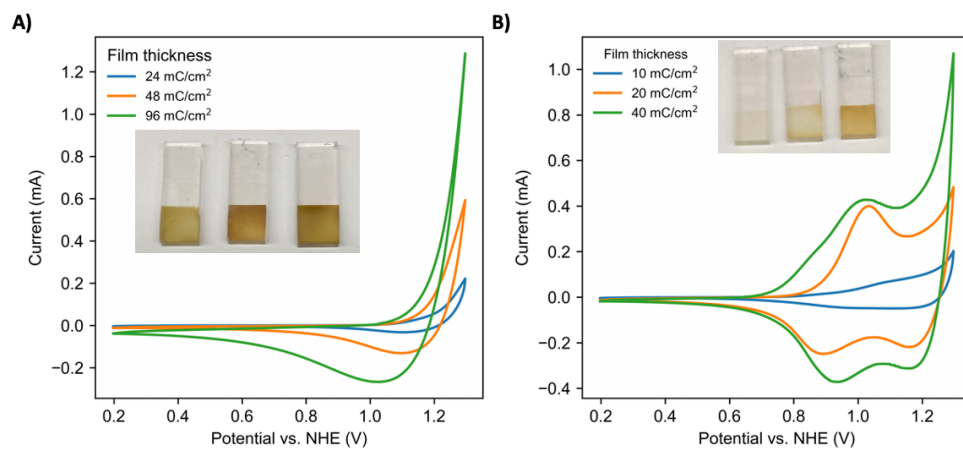 A)
Film thickness
24 mC/cm²
48 mC/cm²
96 mC/cm²
1.2
1.0
0.8
0.6
0.4
0.2
0.0
−0.2
Current (mA)
0.2 0.4 0.6 0.8 1.0 1.2
Potential vs. NHE (V)
B)
Film thickness
10 mC/cm²
20 mC/cm²
40 mC/cm²
1.0
0.8
0.6
0.4
0.2
0.0
−0.2
−0.4
Current (mA)
0.2 0.4 0.6 0.8 1.0 1.2
Potential vs. NHE (V)